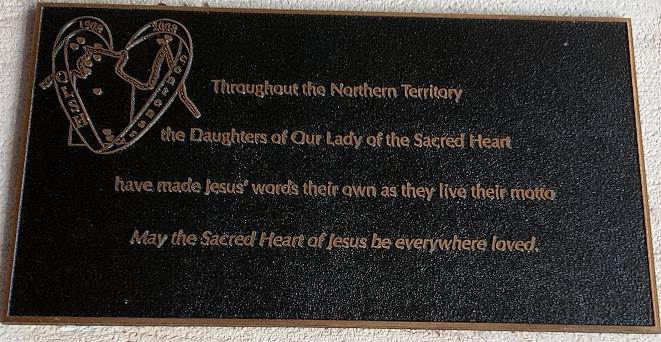 1908 2008
OLSH
Throughout the Northern Territory
the Daughters of Our Lady of the Sacred Heart
have made Jesus' words their own as they live their motto
May the Sacred Heart of Jesus be everywhere loved.